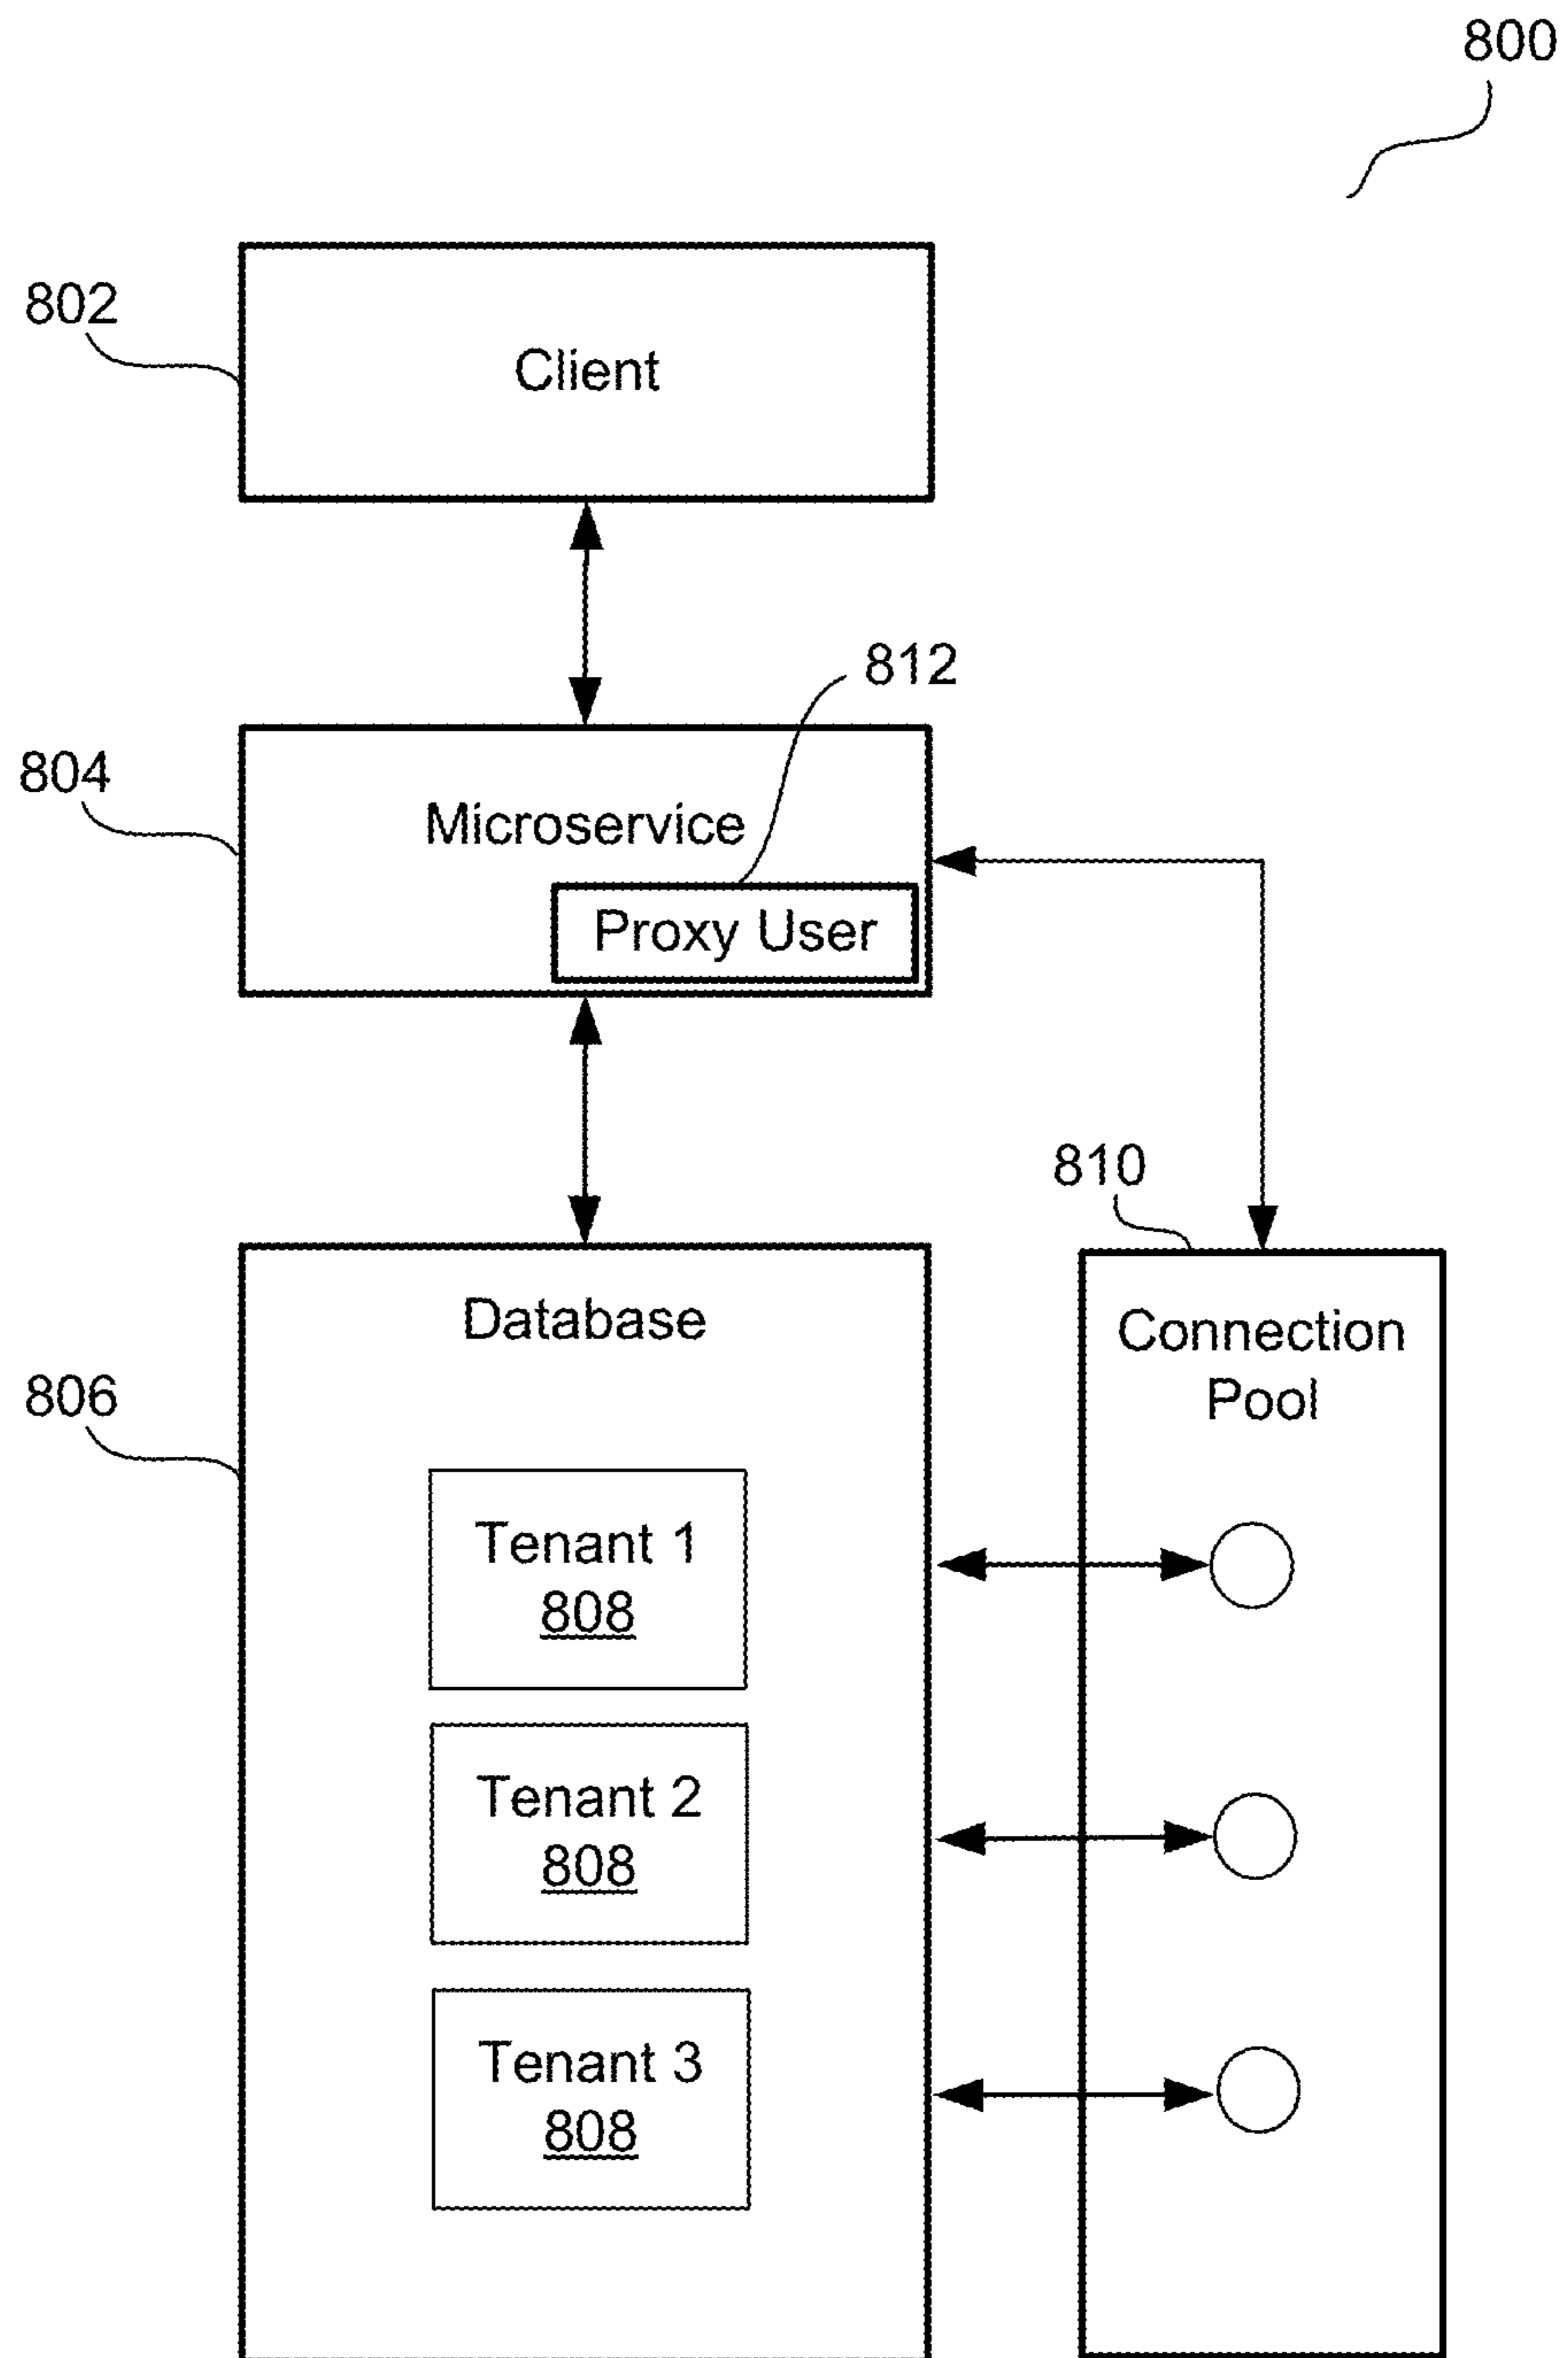 800
802
Client
812
804
Microservice
Proxy User
810
Database
Connection
Pool
806
Tenant 1
808
Tenant 2
808
Tenant 3
808